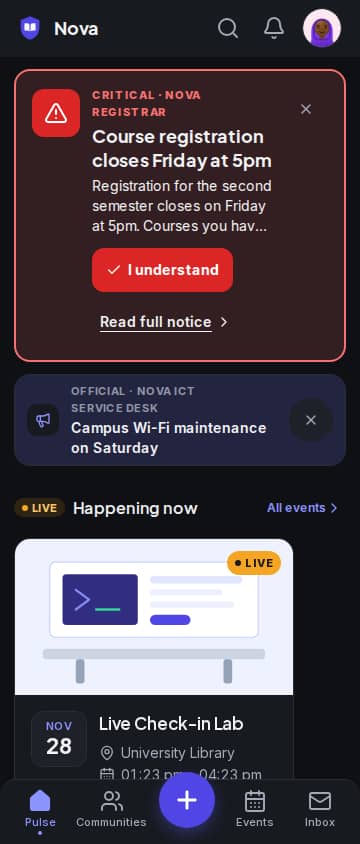 Nova
CRITICAL · NOVA
REGISTRAR
Course registration
closes Friday at 5pm
Registration for the second
semester closes on Friday
at 5pm. Courses you hav...
I understand
Read full notice
OFFICIAL · NOVA ICT
SERVICE DESK
Campus Wi-Fi maintenance
on Saturday
LIVE
Happening now
All events
LIVE
NOV
28
Live Check-in Lab
University Library
01:23 pm – 04:23 pm
Pulse
Communities
Events
Inbox